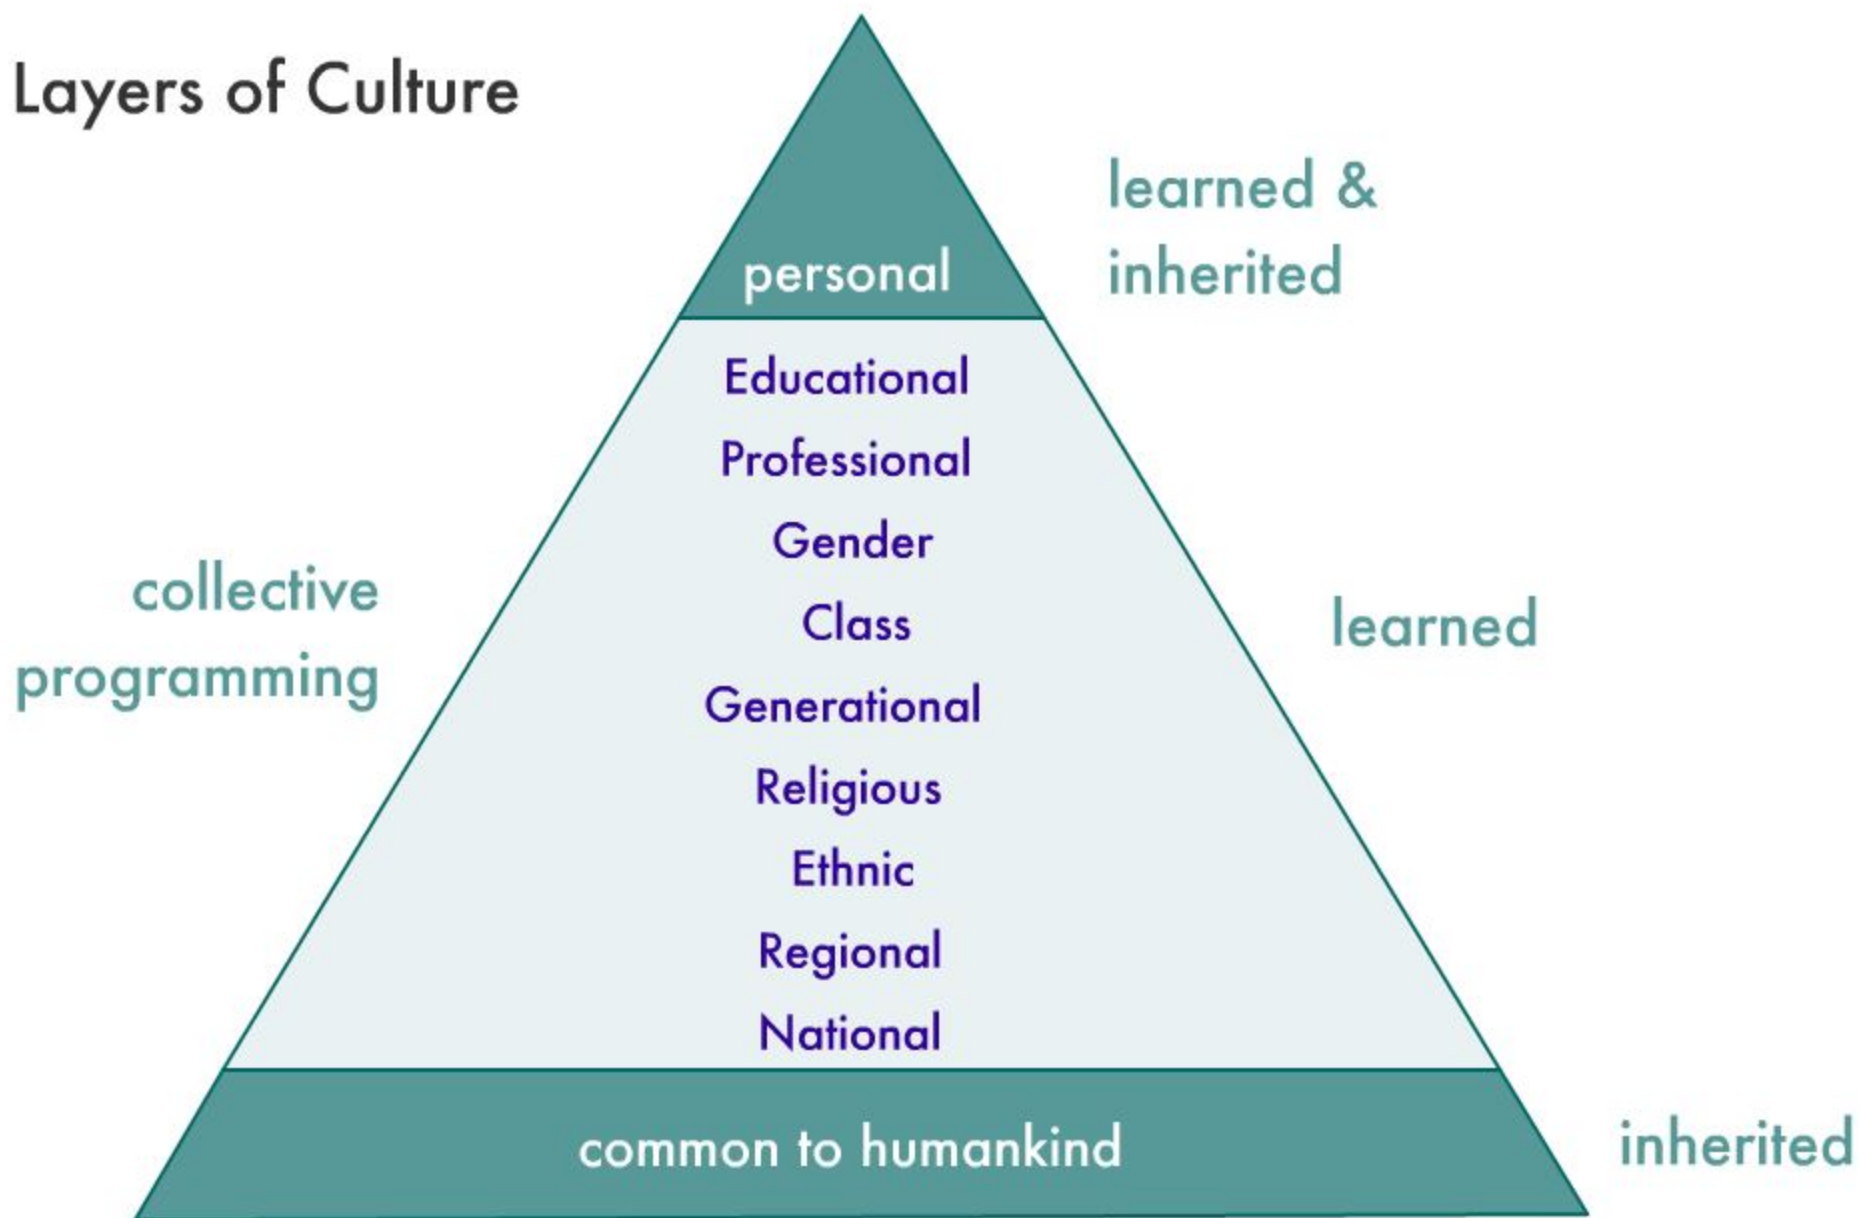 Layers of Culture
learned &
inherited
personal
Educational
Professional
Gender
Class
Generational
Religious
Ethnic
Regional
National
collective
programming
learned
common to humankind
inherited